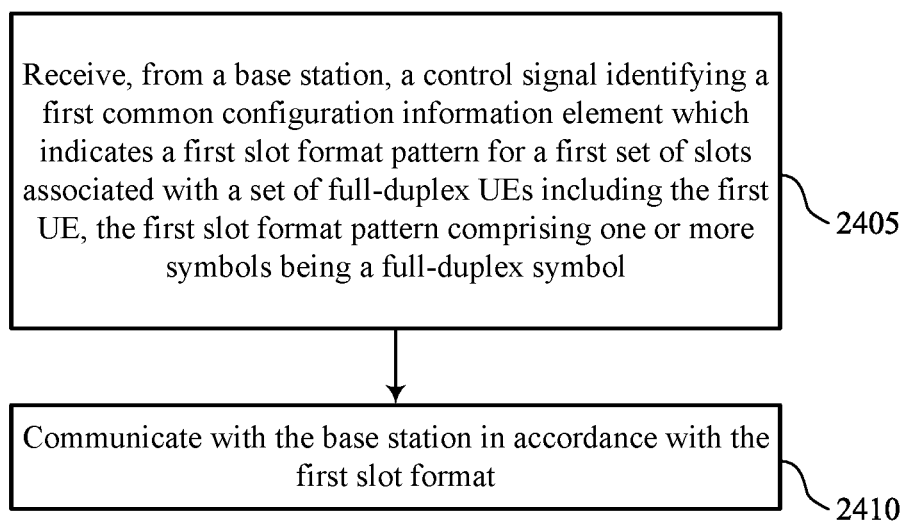 Receive, from a base station, a control signal identifying a
first common configuration information element which
indicates a first slot format pattern for a first set of slots
associated with a set of full-duplex UEs including the first
UE, the first slot format pattern comprising one or more
symbols being a full-duplex symbol
2405
Communicate with the base station in accordance with the
first slot format
2410